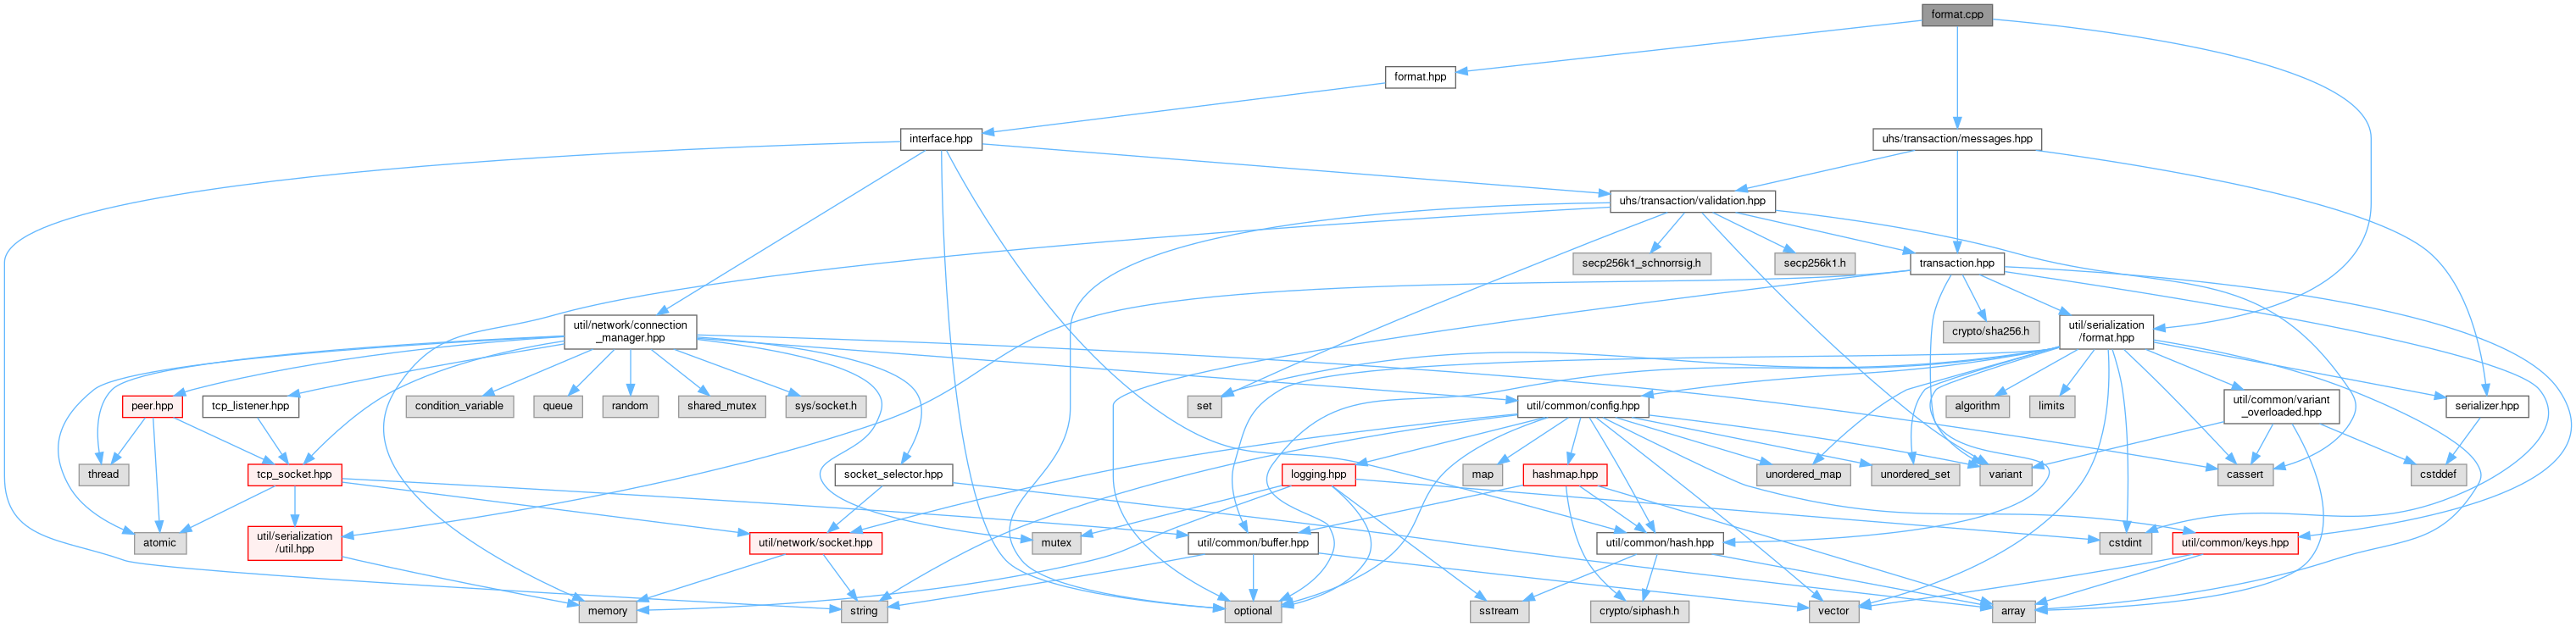 format.cpp
format.hpp
interface.hpp
uhs/transaction/messages.hpp
uhs/transaction/validation.hpp
secp256k1_schnorrsig.h
secp256k1.h
transaction.hpp
util/network/connection
_manager.hpp
crypto/sha256.h
util/serialization
/format.hpp
peer.hpp
tcp_listener.hpp
condition_variable
queue
random
shared_mutex
sys/socket.h
set
util/common/config.hpp
algorithm
limits
util/common/variant
_overloaded.hpp
serializer.hpp
thread
tcp_socket.hpp
socket_selector.hpp
logging.hpp
map
hashmap.hpp
unordered_map
unordered_set
variant
cassert
cstddef
atomic
util/serialization
/util.hpp
util/network/socket.hpp
mutex
util/common/buffer.hpp
util/common/hash.hpp
cstdint
util/common/keys.hpp
memory
string
optional
sstream
crypto/siphash.h
vector
array